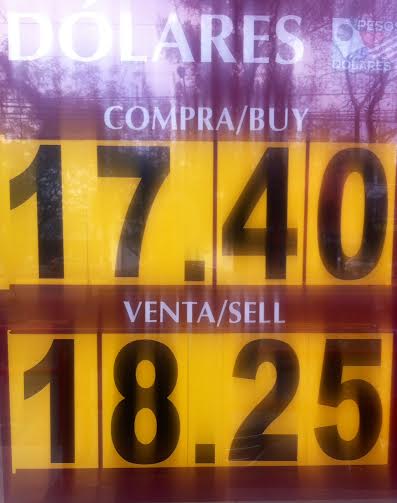 DÓLARES
PESO
DÓLARES
COMPRA/BUY
17.40
VENTA/SELL
18.25